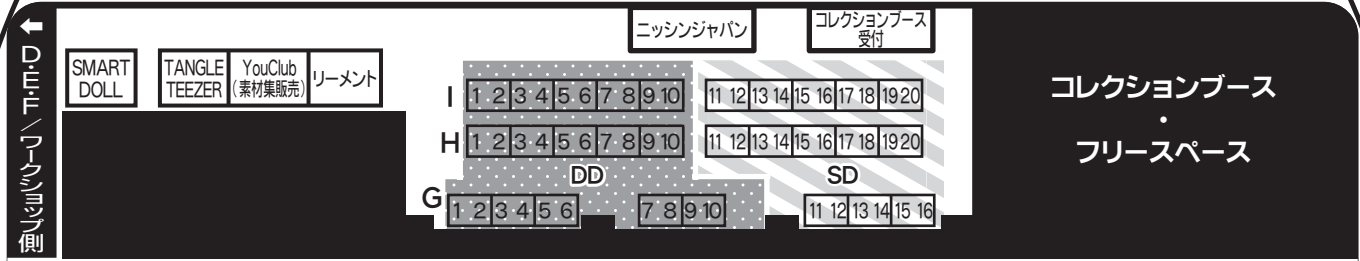 ←D・E・F／ワークショップ側
SMART
DOLL
TANGLE
TEEZER
YouClub
(素材集販売)
リーメント
ニッシンジャパン
コレクションブース
受付
I 1 2 3 4 5 6 7 8 9 10 11 12 13 14 15 16 17 18 19 20
H 1 2 3 4 5 6 7 8 9 10 11 12 13 14 15 16 17 18 19 20
DD SD
G 1 2 3 4 5 6 7 8 9 10 11 12 13 14 15 16
コレクションブース
・
フリースペース